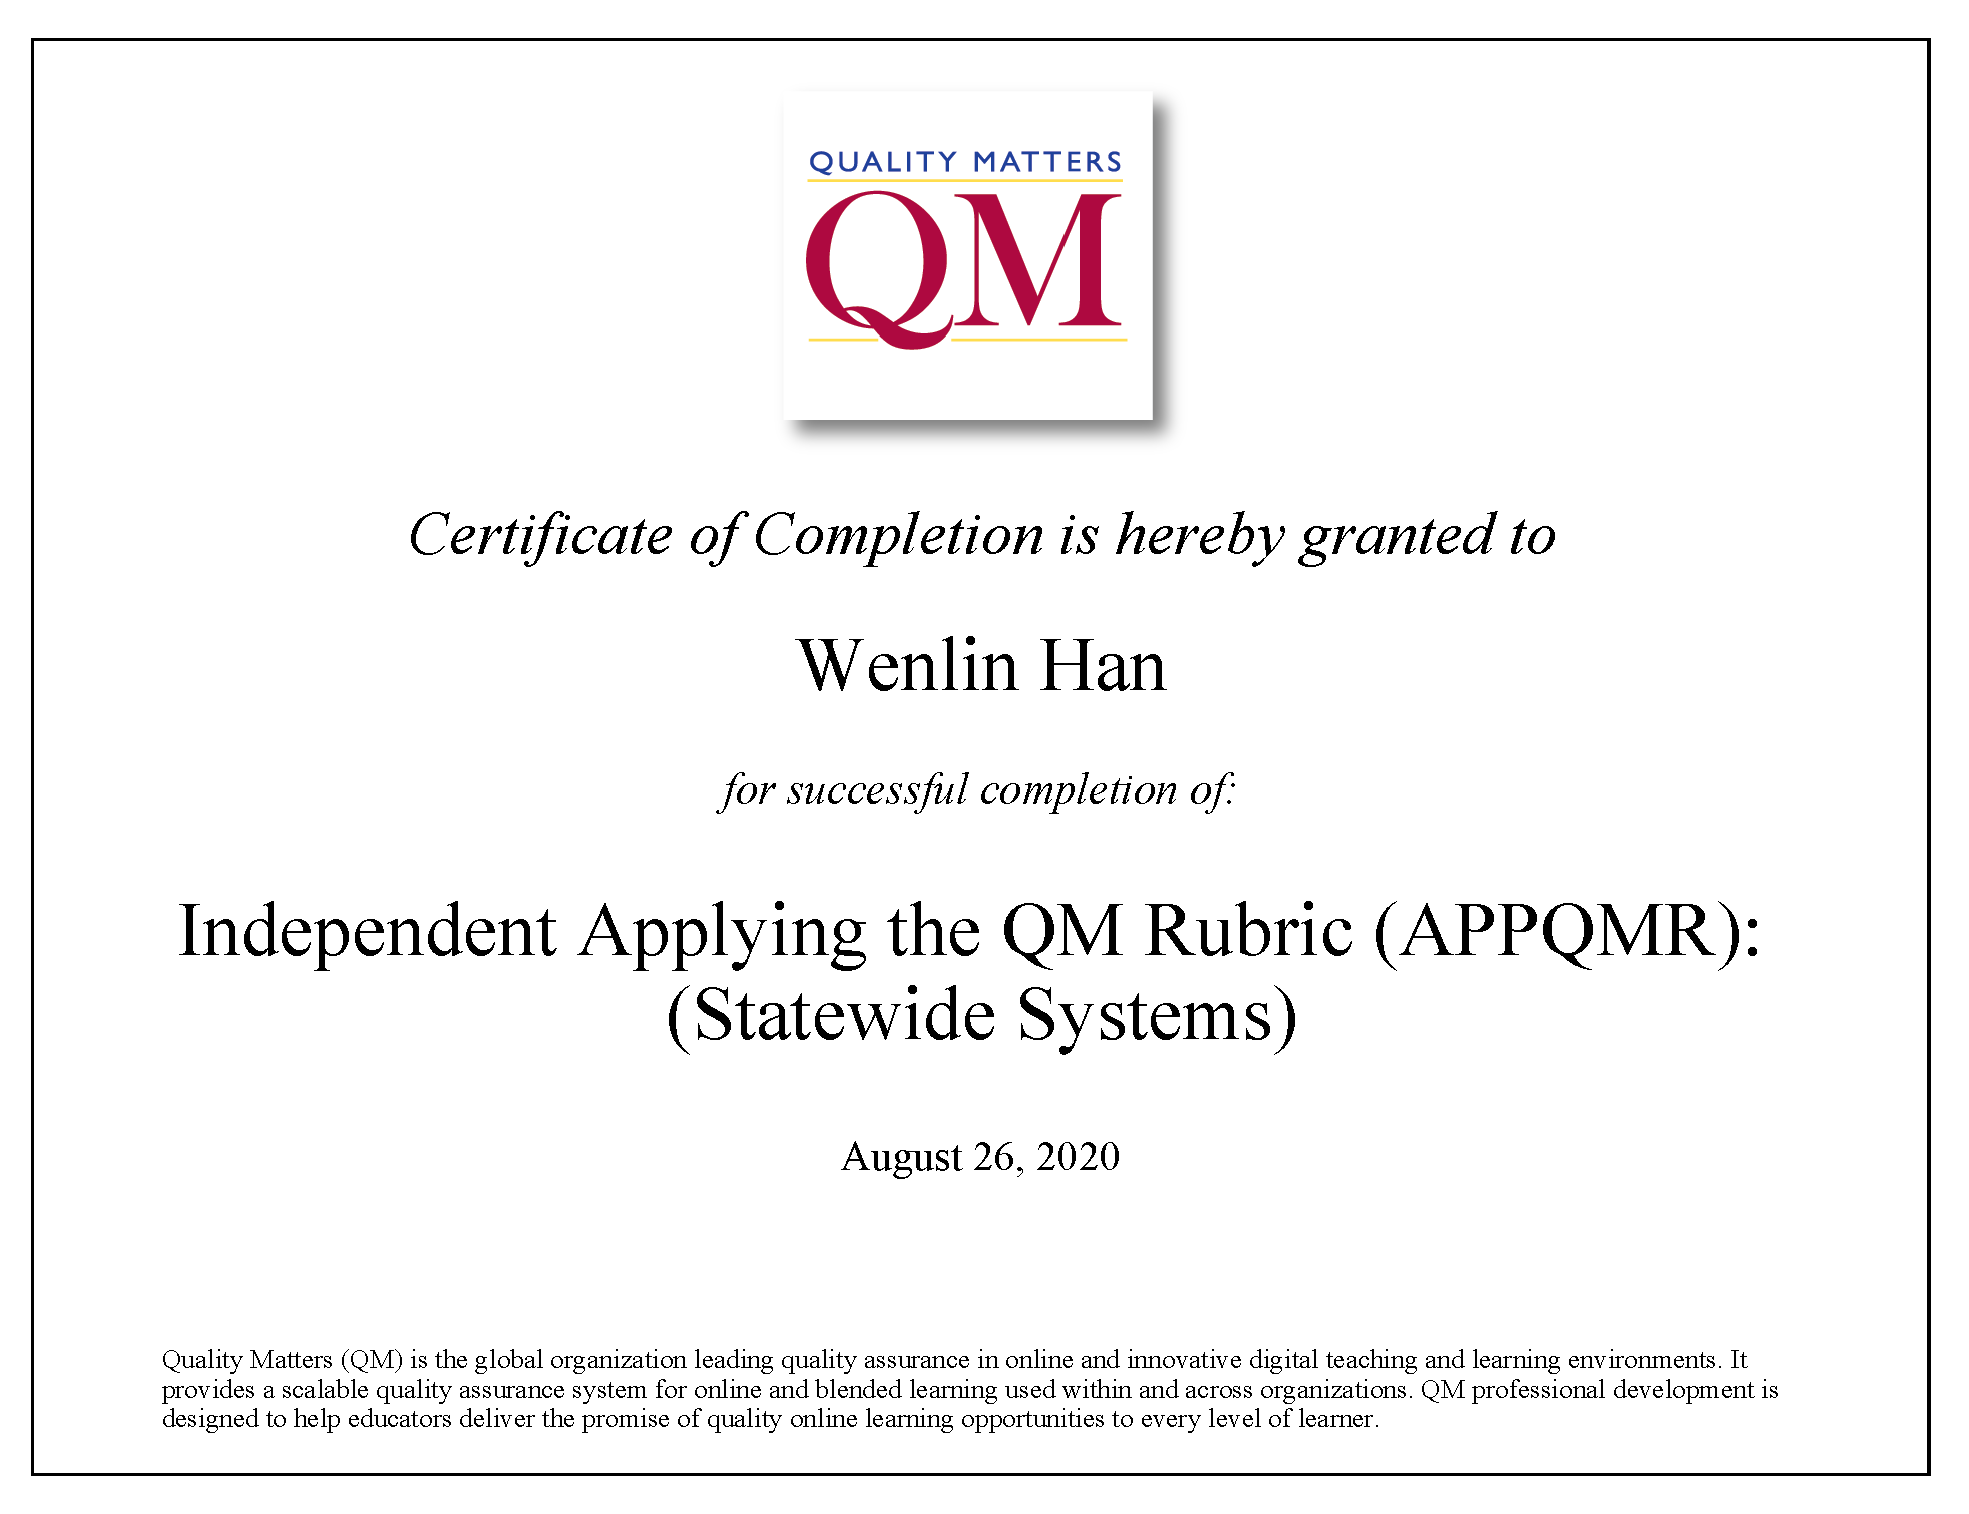 QUALITY MATTERS
QM
Certificate of Completion is hereby granted to
Wenlin Han
for successful completion of:
Independent Applying the QM Rubric (APPQMR):
(Statewide Systems)
August 26, 2020
Quality Matters (QM) is the global organization leading quality assurance in online and innovative digital teaching and learning environments. It
provides a scalable quality assurance system for online and blended learning used within and across organizations. QM professional development is
designed to help educators deliver the promise of quality online learning opportunities to every level of learner.